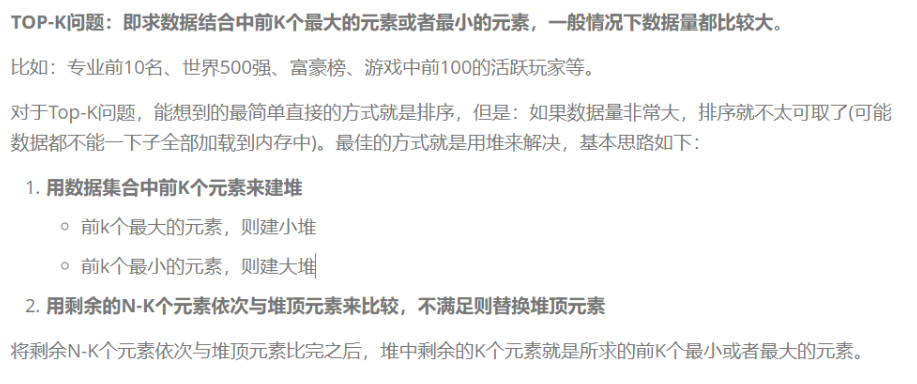 TOP-K问题：即求数据结合中前K个最大的元素或者最小的元素，一般情况下数据量都比较大。
比如：专业前10名、世界500强、富豪榜、游戏中前100的活跃玩家等。
对于Top-K问题，能想到的最简单直接的方式就是排序，但是：如果数据量非常大，排序就不太可取了(可能
数据都不能一下子全部加载到内存中)。最佳的方式就是用堆来解决，基本思路如下：
1. 用数据集合中前K个元素来建堆
◦ 前k个最大的元素，则建小堆
◦ 前k个最小的元素，则建大堆
2. 用剩余的N-K个元素依次与堆顶元素来比较，不满足则替换堆顶元素
将剩余N-K个元素依次与堆顶元素比完之后，堆中剩余的K个元素就是所求的前K个最小或者最大的元素。